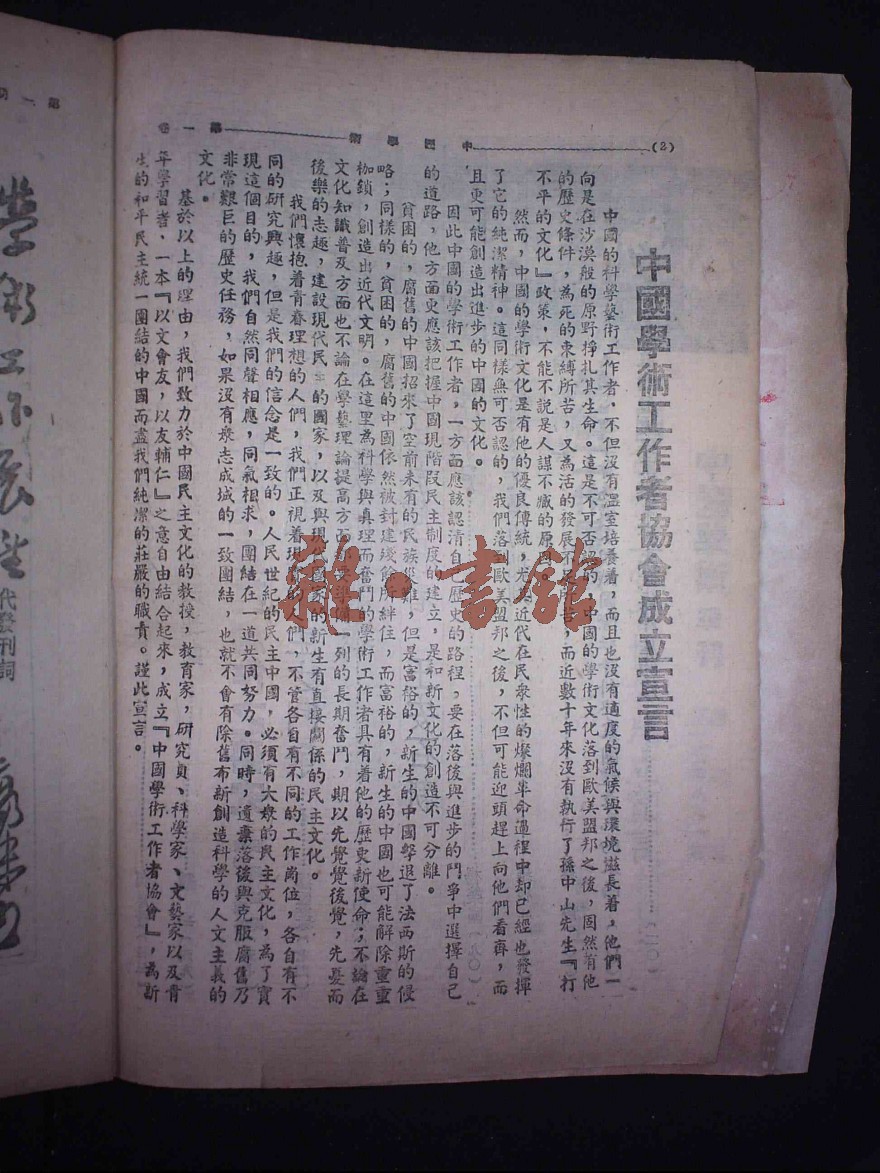 (2)
中國學術
第一卷
中國學術工作者協會成立宣言
中國的科學藝術工作者，不但沒有溫室培養着，而且也沒有適度的氣候與環境滋長着，他們一
向是在沙漠般的原野掙扎其生命。這是不可否認的，中國的學術文化落到歐美盟邦之後，固然有他
的歷史條件，為死的束縛所苦，又為活的發展不足所苦，而近數十年來沒有執行了孫中山先生『打
不平的文化』政策，不能不說是人謀不臧的原因。
然而，中國的學術文化是有他的優良傳統，尤其近代在民衆性的燦爛革命過程中却已經也發揮
了它的純潔精神。這同樣無可否認的，我們落到歐美盟邦之後，不但可能迎頭趕上向他們看齊，而
且更可能創造出進步的中國的文化。
因此中國的學術工作者，一方面應該認清自己歷史的路程，要在落後與進步的鬥爭中選擇自己
的道路，他方面更應該把握中國現階段民主制度的建立，是和新文化的創造不可分離。
貧困的，腐舊的中國招來了空前未有的民族災難，但是富裕的，新生的中國擊退了法西斯的侵
略；同樣的，貧困的，腐舊的中國依然被封建殘餘所絆住，而富裕的，新生的中國也可能解除重重
枷鎖，創造出近代文明。在這里為科學與真理而奮鬥的學術工作者具有着他的歷史新使命；不論在
文化知識普及方面也不論在學藝理論提高方面都要準備一列的長期奮鬥，期以先覺覺後覺，先憂而
後樂的志趣，建設現代民主的國家，以及與現代國家的新生有直接關係的民主文化。
我們懷抱着青春理想的人們，我們正視着現實的人們，不管各自有不同的工作崗位，各自有不
同的研究興趣，但是我們的信念是一致的。人民世紀的民主中國，必須有大衆的民主文化，為了實
現這個目的，我們自然同聲相應，同氣相求，團結在一道共同努力。同時，遺棄落後與克服腐舊乃
非常艱巨的歷史任務，如果沒有衆志成城的一致團結，也就不會有除舊布新創造科學的人文主義的
文化。
基於以上的理由，我們致力於中國民主文化的教授，教育家，研究員、科學家、文藝家以及青
年學習者，一本『以文會友，以友輔仁』之意自由結合起來，成立『中國學術工作者協會』，為新
生的和平民主統一團結的中國而盡我們純潔的莊嚴的職責。謹此宣言。
第一
學術工作
代發刊詞
雜·書館